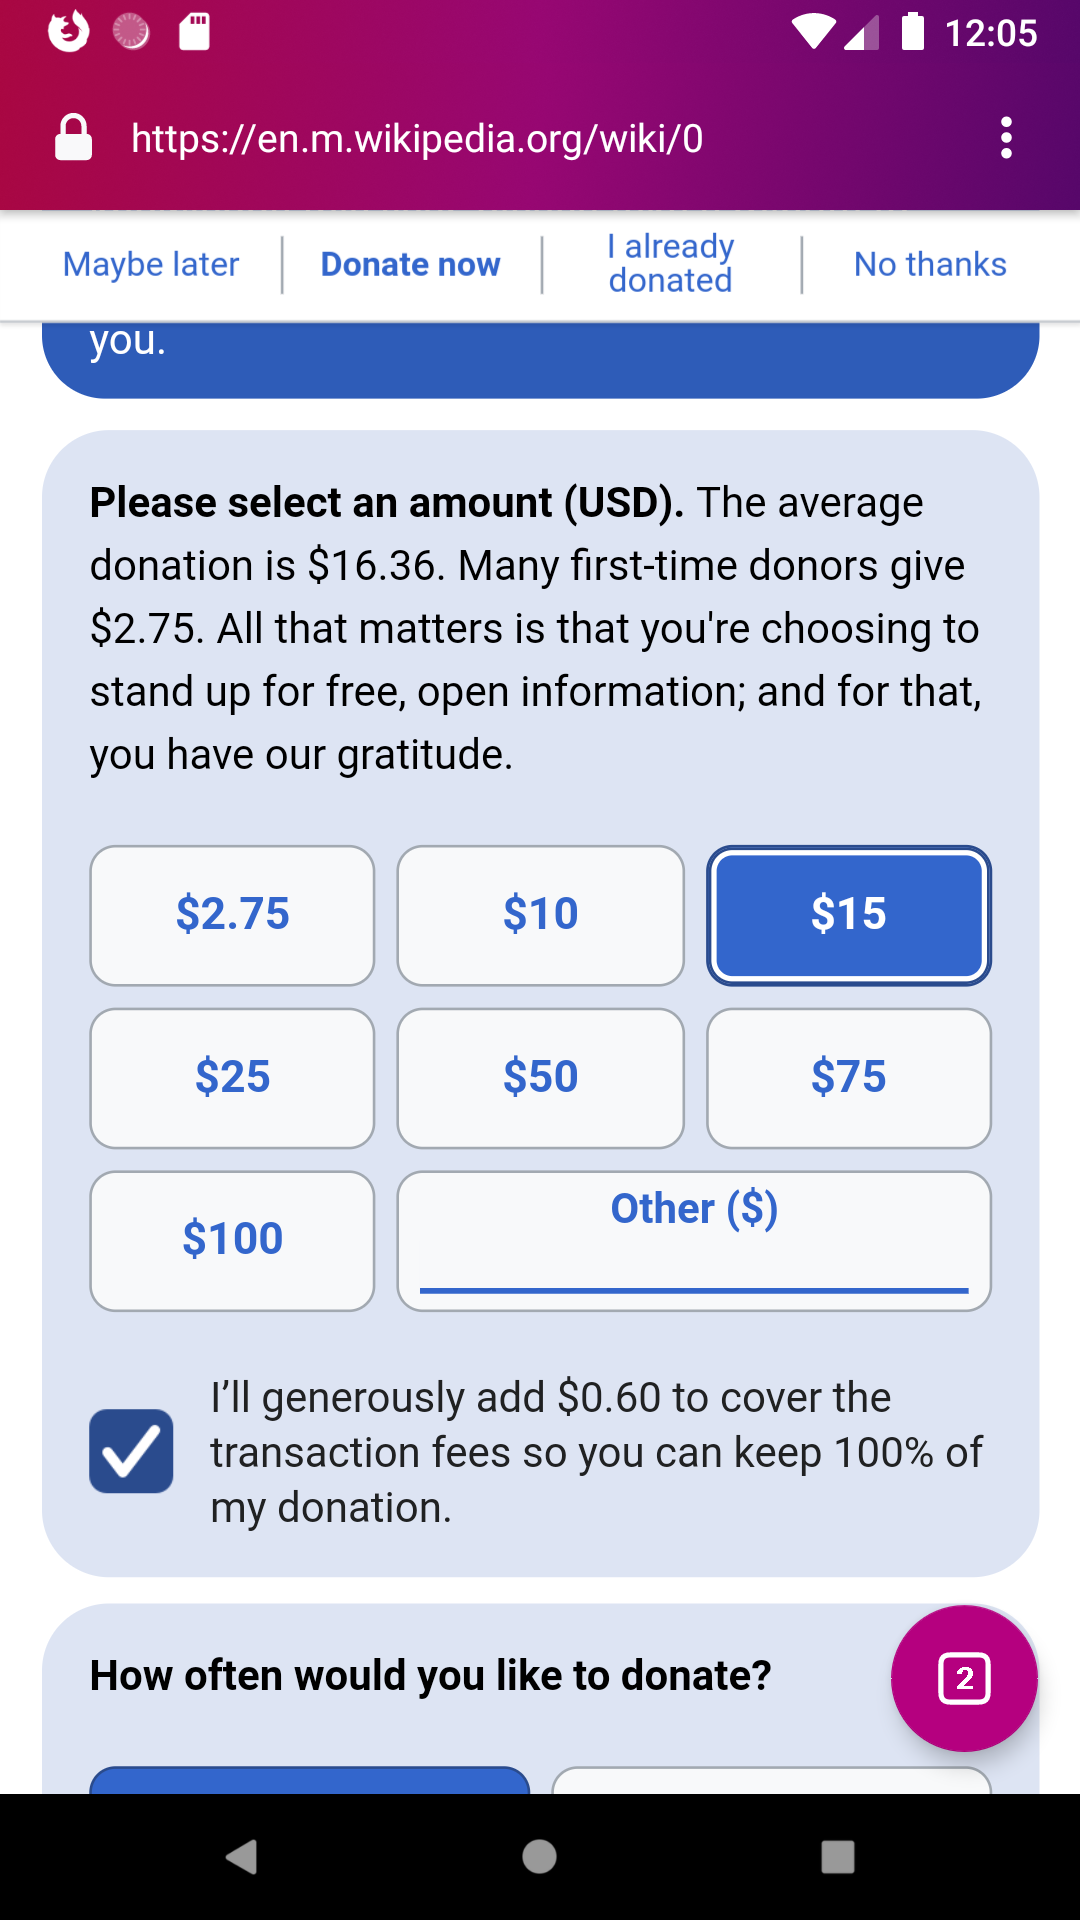 12:05
https://en.m.wikipedia.org/wiki/0
Maybe later
Donate now
I already
donated
No thanks
you.
Please select an amount (USD). The average
donation is $16.36. Many first-time donors give
$2.75. All that matters is that you're choosing to
stand up for free, open information; and for that,
you have our gratitude.
$2.75
$10
$15
$25
$50
$75
$100
Other ($)
I’ll generously add $0.60 to cover the
transaction fees so you can keep 100% of
my donation.
How often would you like to donate?
2